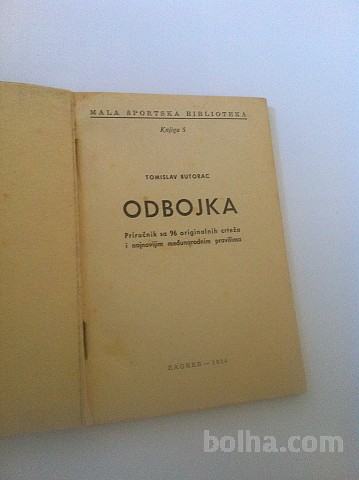 MALA SPORTSKA BIBLIOTEKA
Knjiga 5
TOMISLAV BUTORAC
ODBOJKA
Priručnik sa 96 originalnih crteža
i najnovijim međunarodnim pravilima
ZAGREB —
bolha.com